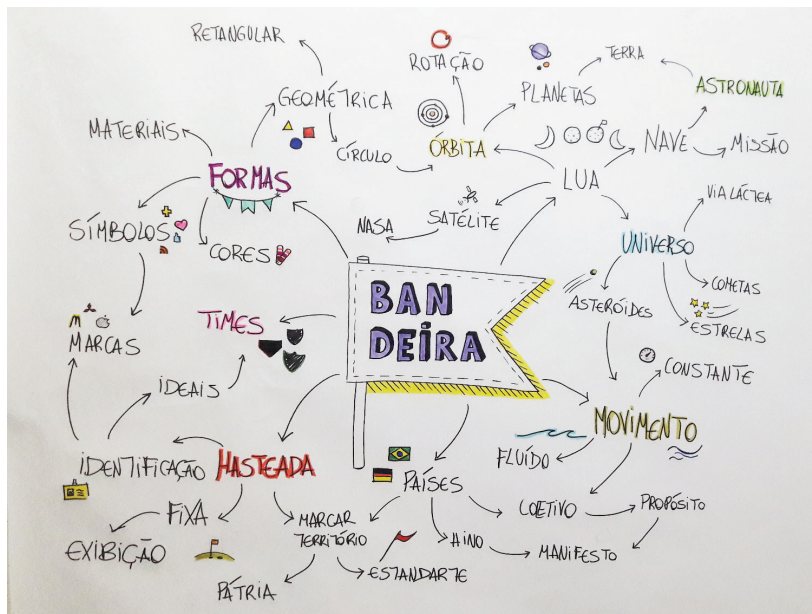 RETANGULAR
ROTAÇÃO
TERRA
PLANETAS
ASTRONAUTA
GEOMÉTRICA
MATERIAIS
CÍRCULO
ÓRBITA
NAVE
MISSÃO
FORMAS
LUA
VIA LÁCTEA
SÍMBOLOS
NASA
SATÉLITE
UNIVERSO
CORES
COMETAS
BAN
DEIRA
ASTERÓIDES
ESTRELAS
TIMES
MARCAS
CONSTANTE
IDEAIS
MOVIMENTO
IDENTIFICAÇÃO
HASTEADA
FLUÍDO
PAÍSES
FIXA
MARCAR
TERRITÓRIO
COLETIVO
PROPÓSITO
EXIBIÇÃO
HINO
MANIFESTO
ESTANDARTE
PÁTRIA